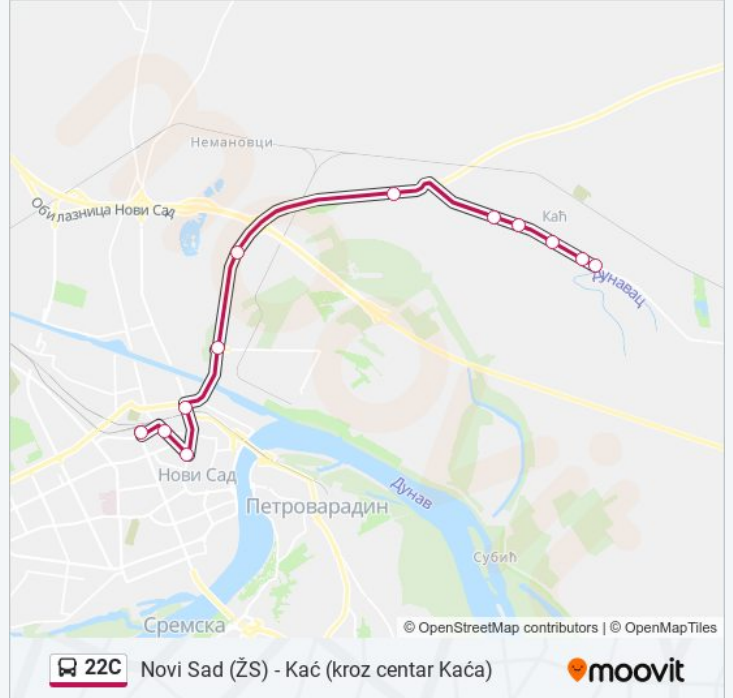 Немановци
Обилазница Нови Сад
Каћ
Дунавац
Нови Сад
Петроварадин
Дунав
Субић
Сремска
© OpenStreetMap contributors | © OpenMapTiles
22C Novi Sad (ŽS) - Kać (kroz centar Kaća) moovit